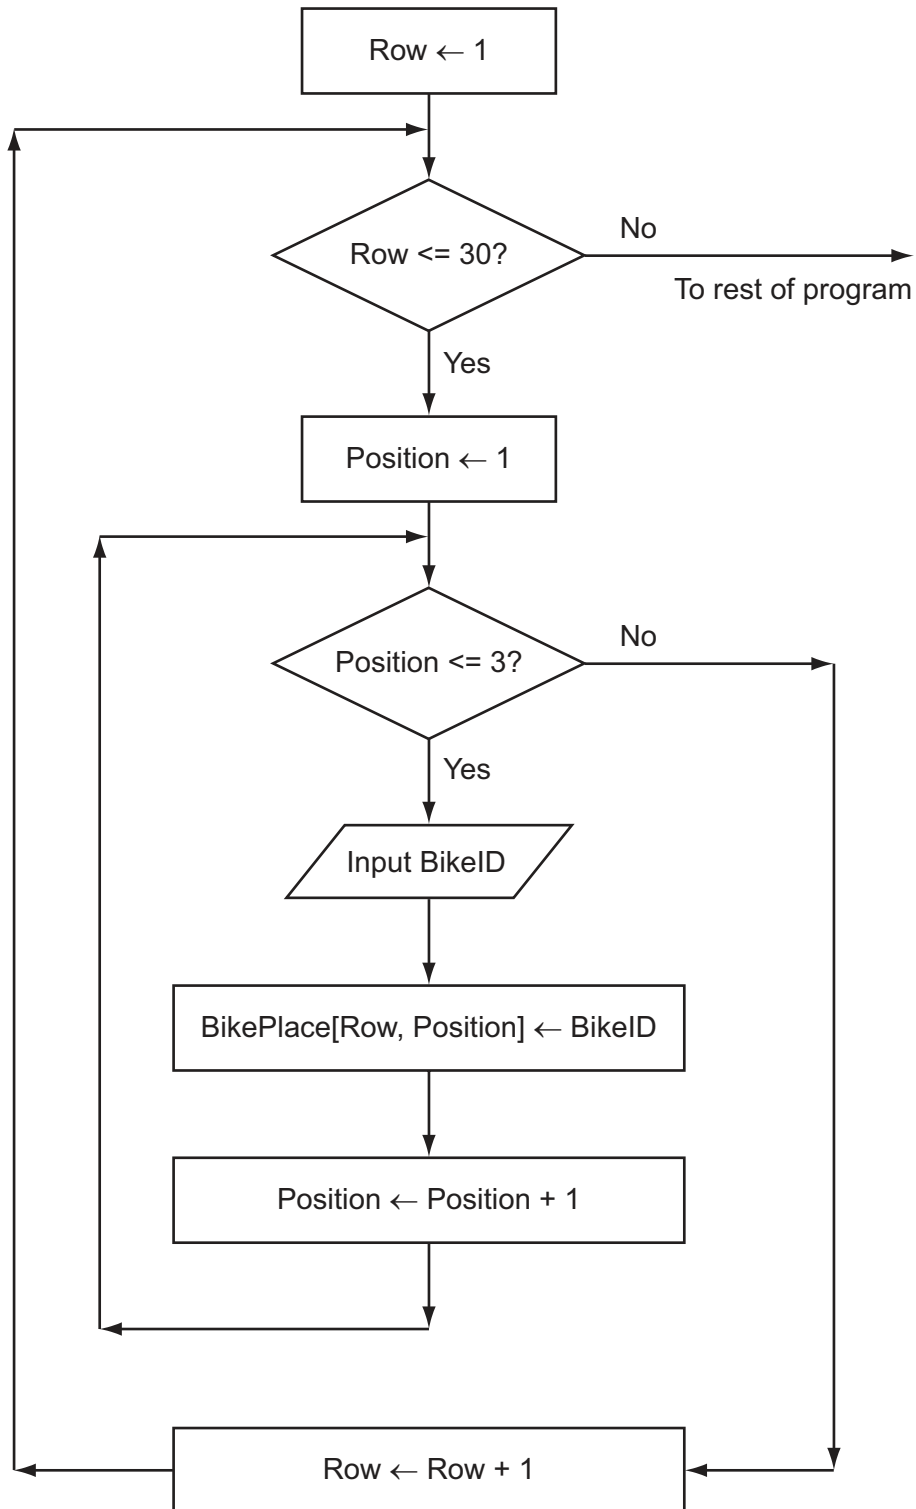 Row ← 1
Row <= 30?
No
To rest of program
Yes
Position ← 1
Position <= 3?
No
Yes
Input BikeID
BikePlace[Row, Position] ← BikeID
Position ← Position + 1
Row ← Row + 1